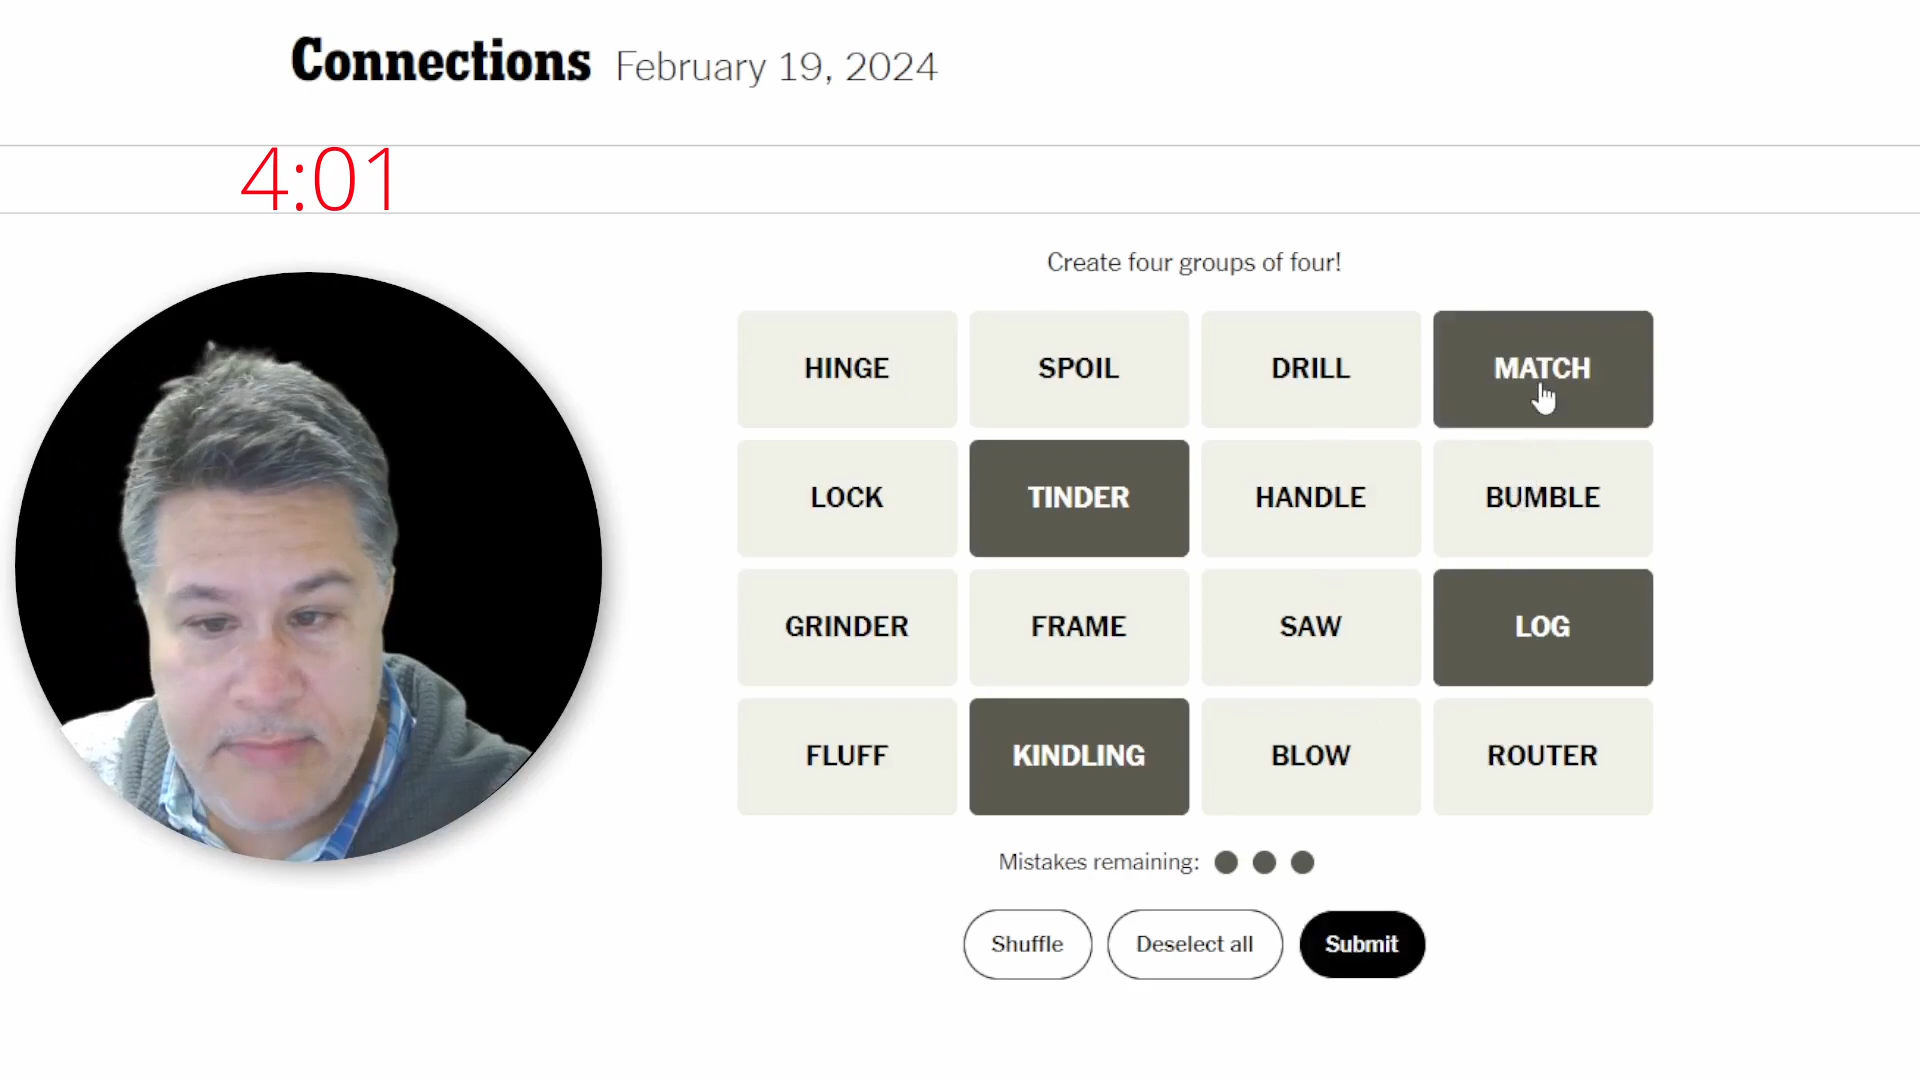 Connections February 19, 2024
4:01
Create four groups of four!
HINGE SPOIL DRILL MATCH
LOCK TINDER HANDLE BUMBLE
GRINDER FRAME SAW LOG
FLUFF KINDLING BLOW ROUTER
Mistakes remaining:
Shuffle Deselect all Submit